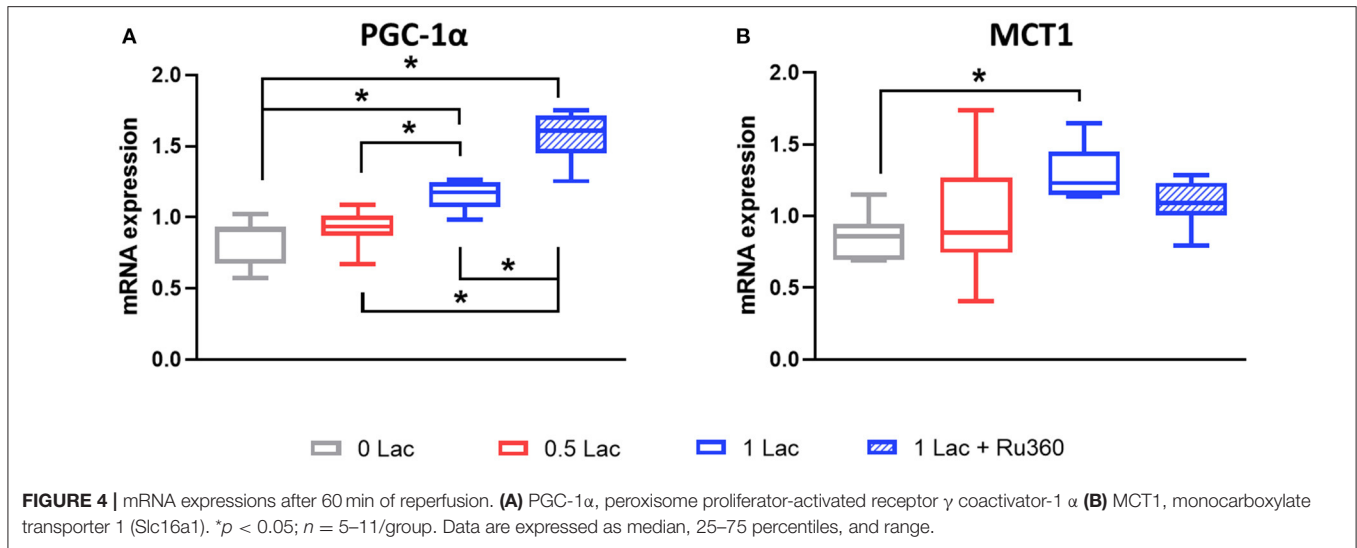 A
PGC-1α
mRNA expression
2.0
1.5
1.0
0.5
0.0
*
*
*
*
*
B
MCT1
mRNA expression
2.0
1.5
1.0
0.5
0.0
*
0 Lac 0.5 Lac 1 Lac 1 Lac + Ru360
FIGURE 4 | mRNA expressions after 60 min of reperfusion. (A) PGC-1α, peroxisome proliferator-activated receptor γ coactivator-1 α (B) MCT1, monocarboxylate
transporter 1 (Slc16a1). *p < 0.05; n = 5–11/group. Data are expressed as median, 25–75 percentiles, and range.